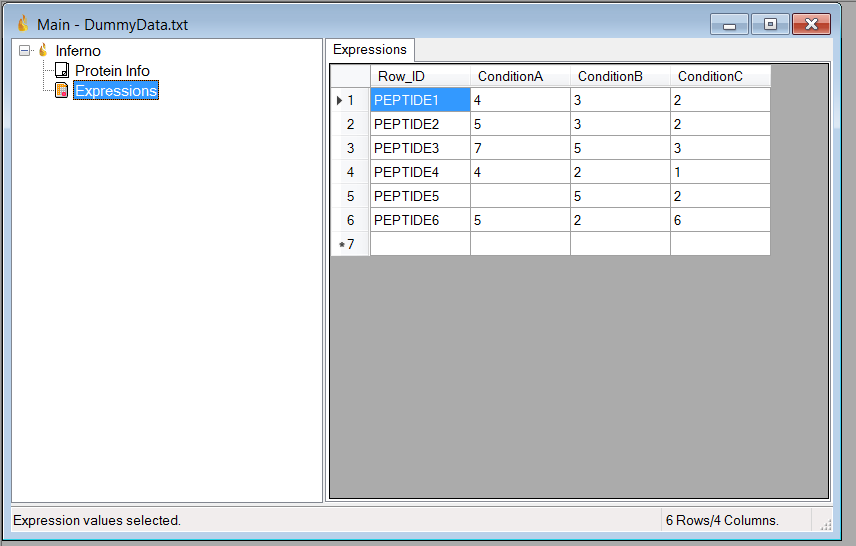 Main - DummyData.txt
Inferno
Protein Info
Expressions
Expressions
Row_ID ConditionA ConditionB ConditionC
1 PEPTIDE1 4 3 2
2 PEPTIDE2 5 3 2
3 PEPTIDE3 7 5 3
4 PEPTIDE4 4 2 1
5 PEPTIDE5 5 2
6 PEPTIDE6 5 2 6
* 7
Expression values selected. 6 Rows/4 Columns.